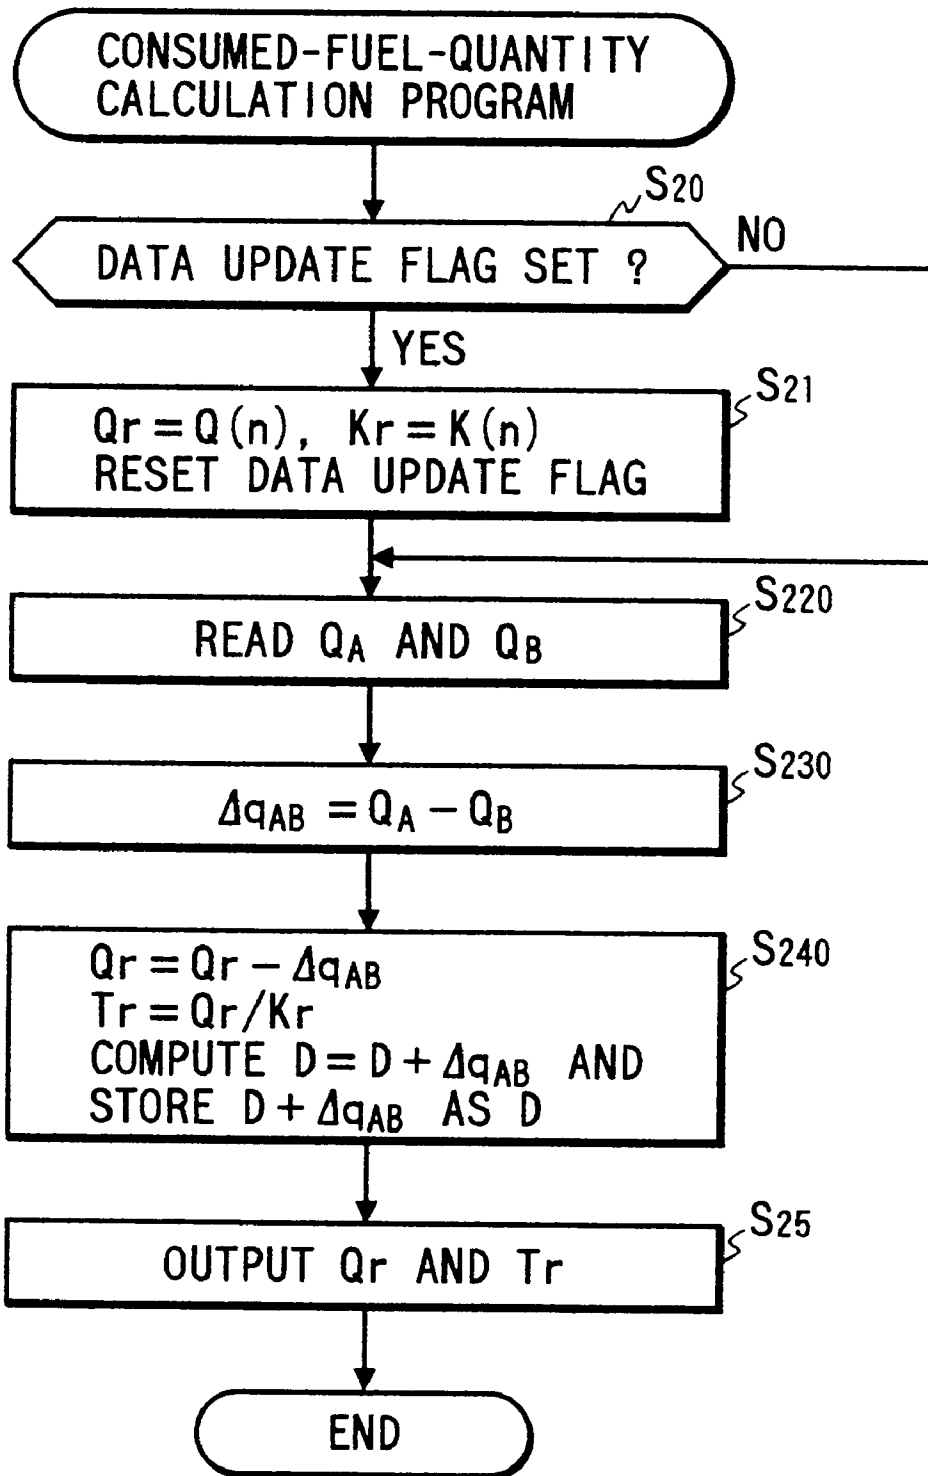 CONSUMED-FUEL-QUANTITY
CALCULATION PROGRAM
S20
DATA UPDATE FLAG SET ?
NO
YES
S21
Qr = Q(n), Kr = K(n)
RESET DATA UPDATE FLAG
S220
READ QA AND QB
S230
ΔqAB = QA − QB
S240
Qr = Qr − ΔqAB
Tr = Qr/Kr
COMPUTE D = D + ΔqAB AND
STORE D + ΔqAB AS D
S25
OUTPUT Qr AND Tr
END